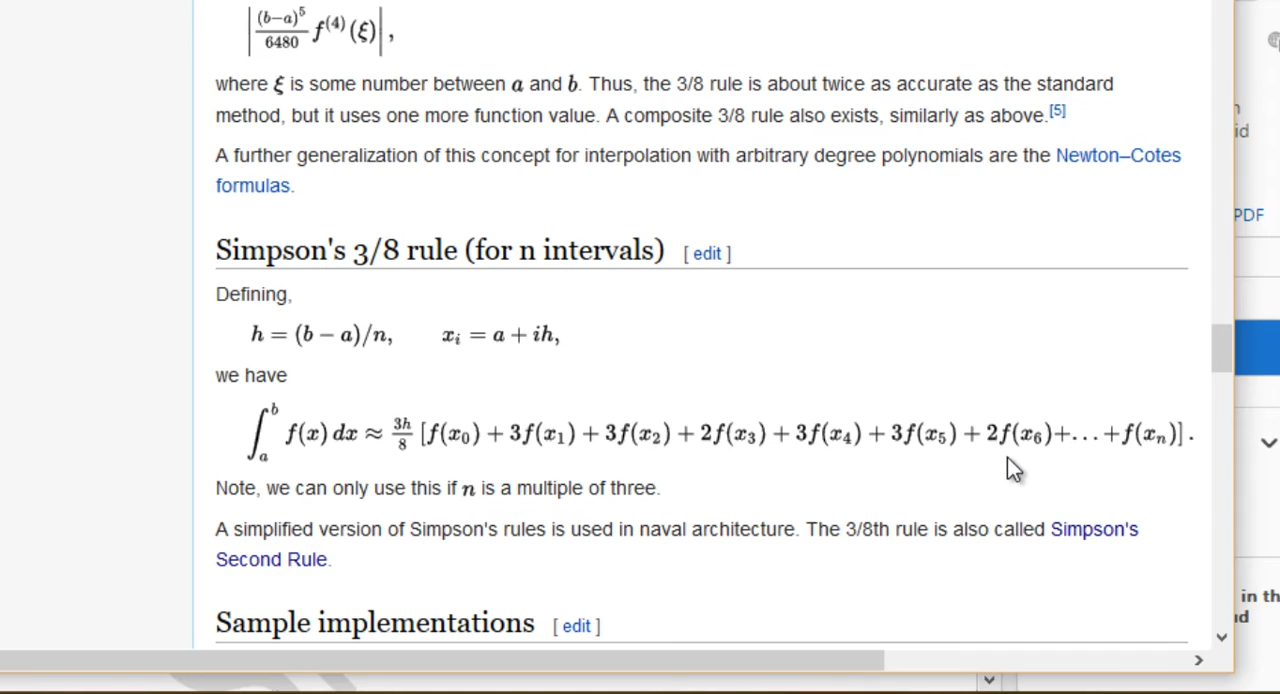 |(b−a)⁵/6480 f⁽⁴⁾(ξ)|,
where ξ is some number between a and b. Thus, the 3/8 rule is about twice as accurate as the standard
method, but it uses one more function value. A composite 3/8 rule also exists, similarly as above.[5]
A further generalization of this concept for interpolation with arbitrary degree polynomials are the Newton–Cotes
formulas.
PDF
Simpson's 3/8 rule (for n intervals) [ edit ]
Defining,
h = (b − a)/n, xᵢ = a + ih,
we have
∫ₐᵇ f(x) dx ≈ 3h/8 [f(x₀) + 3f(x₁) + 3f(x₂) + 2f(x₃) + 3f(x₄) + 3f(x₅) + 2f(x₆)+…+f(xₙ)] .
Note, we can only use this if n is a multiple of three.
A simplified version of Simpson's rules is used in naval architecture. The 3/8th rule is also called Simpson's
Second Rule.
in th
Sample implementations [ edit ]